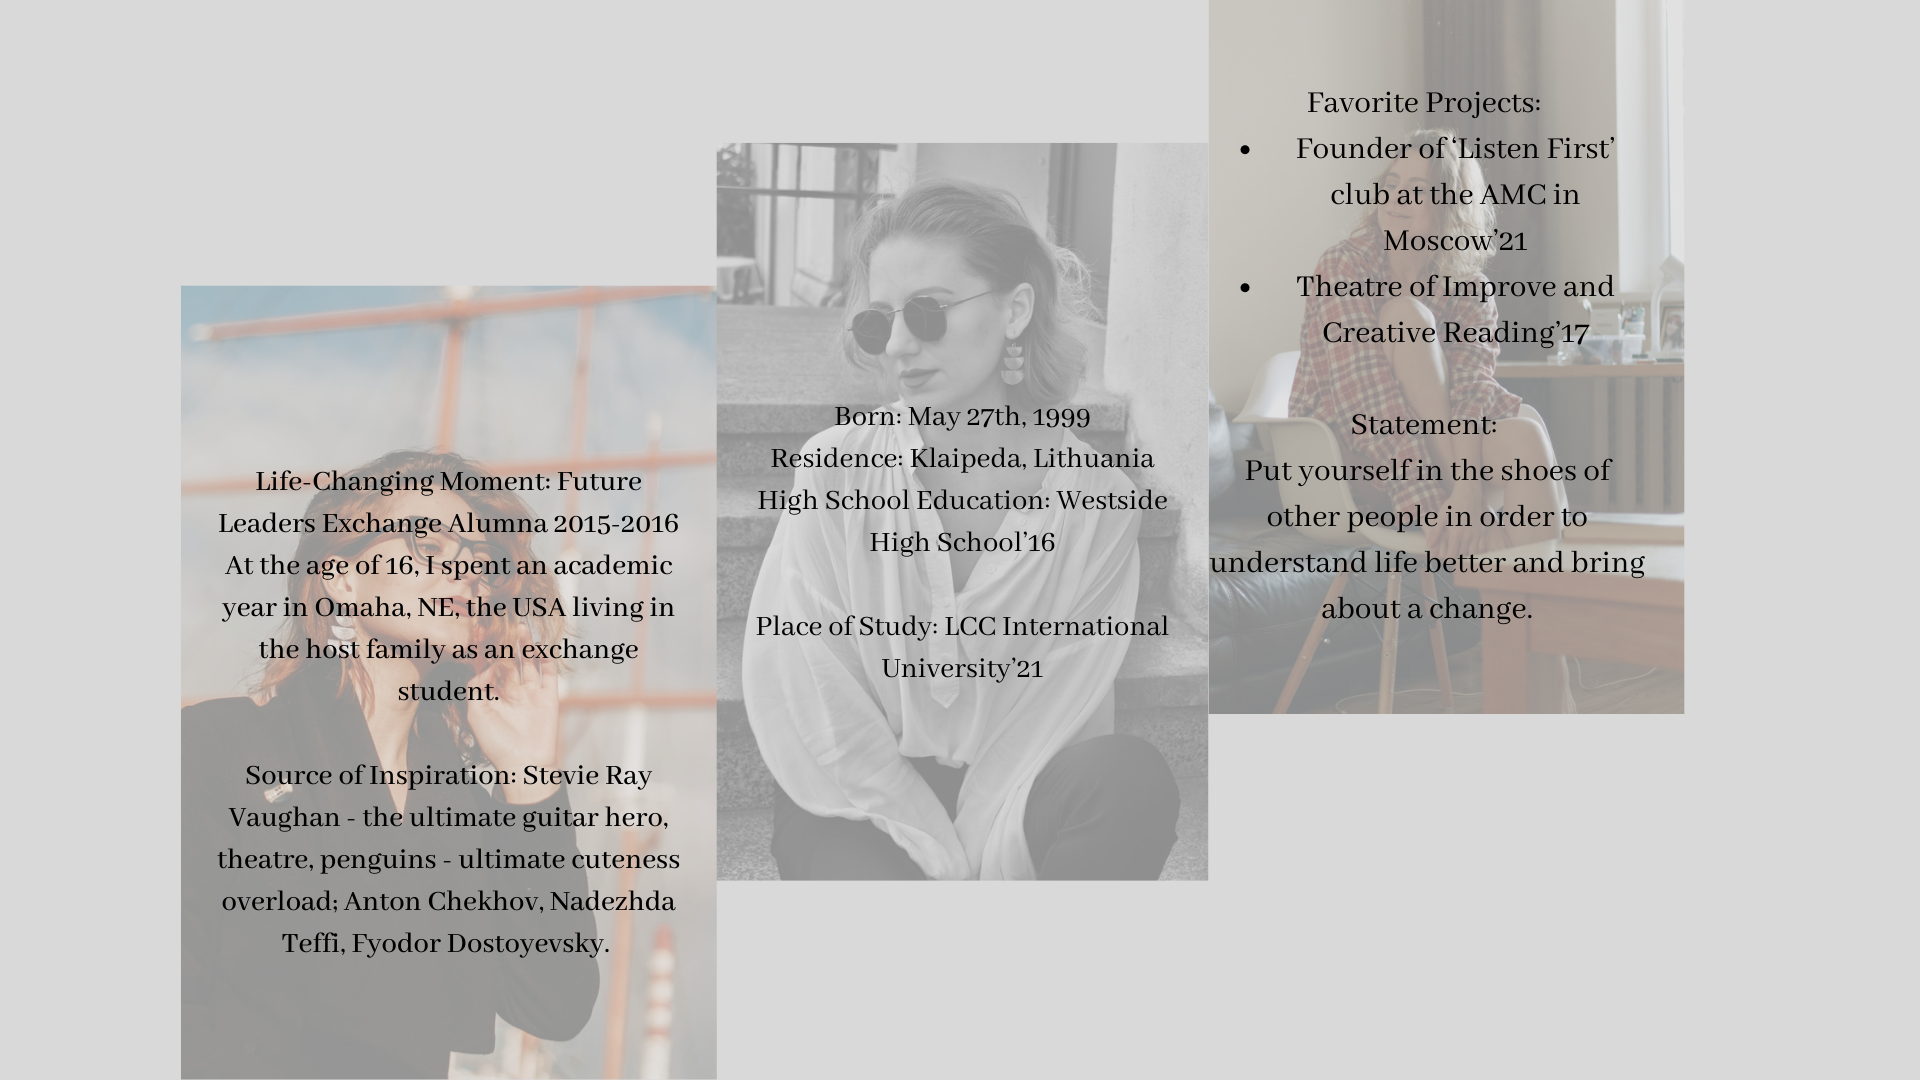 Life-Changing Moment: Future
Leaders Exchange Alumna 2015-2016
At the age of 16, I spent an academic
year in Omaha, NE, the USA living in
the host family as an exchange
student.
Source of Inspiration: Stevie Ray
Vaughan - the ultimate guitar hero,
theatre, penguins - ultimate cuteness
overload; Anton Chekhov, Nadezhda
Teffi, Fyodor Dostoyevsky.
Born: May 27th, 1999
Residence: Klaipeda, Lithuania
High School Education: Westside
High School’16
Place of Study: LCC International
University’21
Favorite Projects:
• Founder of ‘Listen First’
club at the AMC in
Moscow’21
• Theatre of Improve and
Creative Reading’17
Statement:
Put yourself in the shoes of
other people in order to
understand life better and bring
about a change.